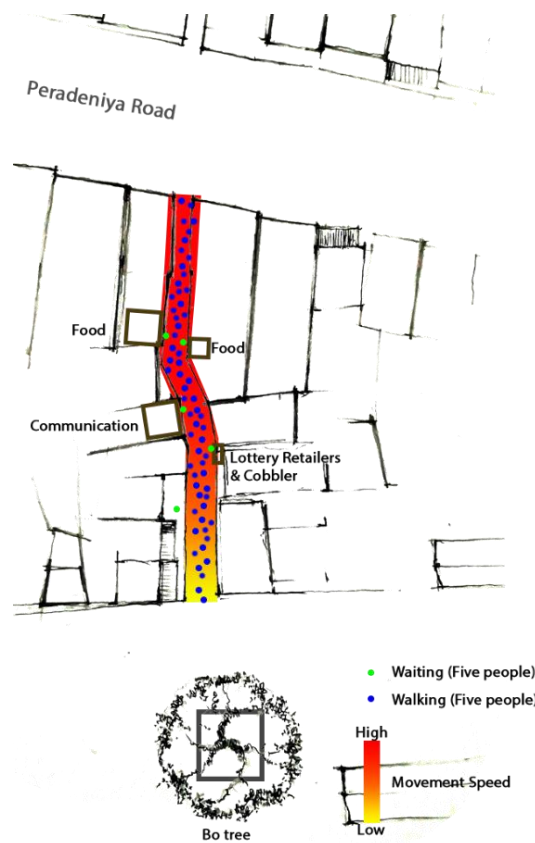 Peradeniya Road
Food
Food
Communication
Lottery Retailers
& Cobbler
Waiting (Five people)
Walking (Five people)
High
Movement Speed
Low
Bo tree